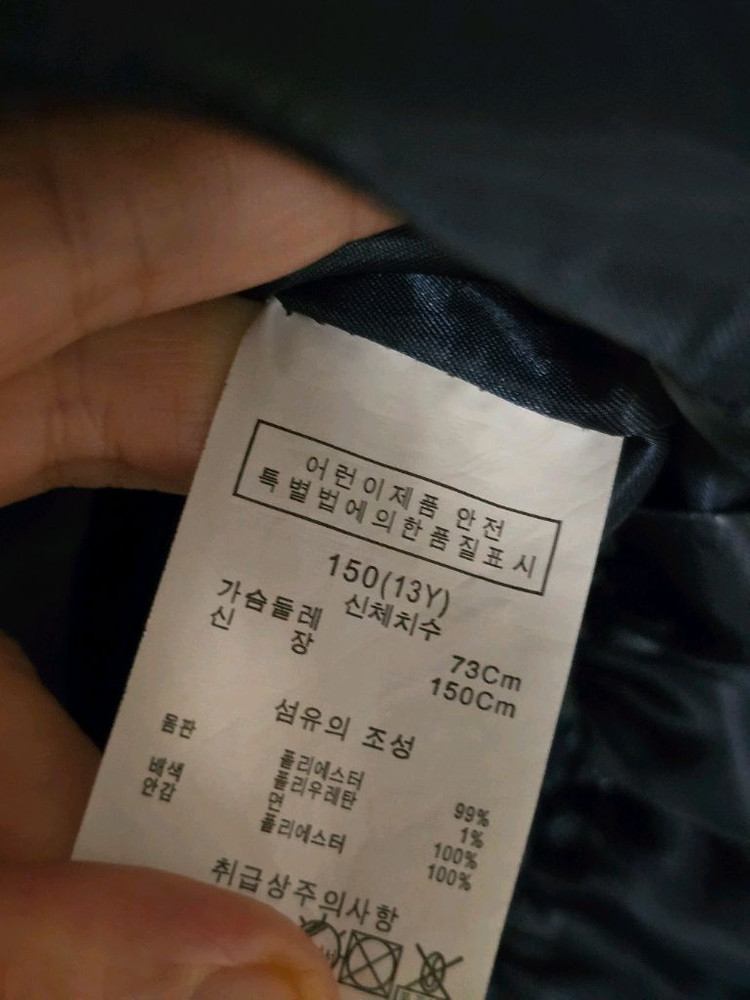 어린이제품 안전
특별법에의한품질표시
150(13Y)
신체치수
가슴둘레 73Cm
신 장 150Cm
섬유의 조성
몸판 폴리에스터 99%
폴리우레탄 1%
배색 면 100%
안감 폴리에스터 100%
취급상주의사항